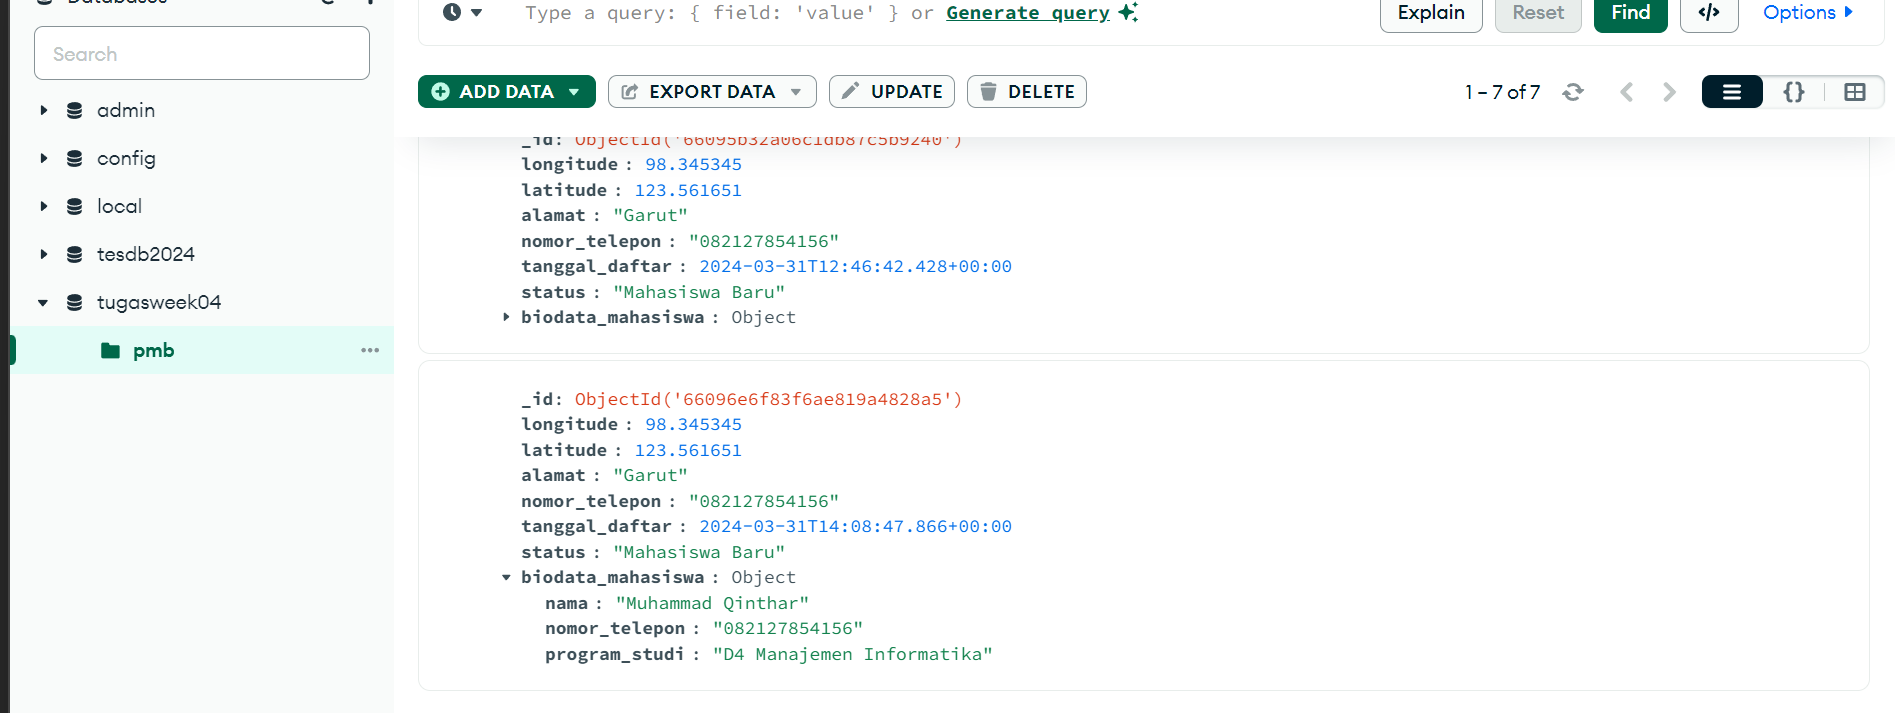 Databases
Search
admin
config
local
tesdb2024
tugasweek04
pmb
Type a query: { field: 'value' } or Generate query
Explain
Reset
Find
</>
Options
ADD DATA
EXPORT DATA
UPDATE
DELETE
1 – 7 of 7
{}
_id: ObjectId('66095b32a06c1db87c5b9240')
longitude : 98.345345
latitude : 123.561651
alamat : "Garut"
nomor_telepon : "082127854156"
tanggal_daftar : 2024-03-31T12:46:42.428+00:00
status : "Mahasiswa Baru"
biodata_mahasiswa : Object
_id: ObjectId('66096e6f83f6ae819a4828a5')
longitude : 98.345345
latitude : 123.561651
alamat : "Garut"
nomor_telepon : "082127854156"
tanggal_daftar : 2024-03-31T14:08:47.866+00:00
status : "Mahasiswa Baru"
biodata_mahasiswa : Object
nama : "Muhammad Qinthar"
nomor_telepon : "082127854156"
program_studi : "D4 Manajemen Informatika"